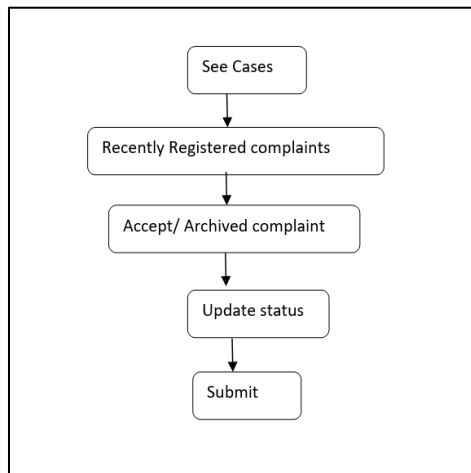 See Cases
Recently Registered complaints
Accept/ Archived complaint
Update status
Submit